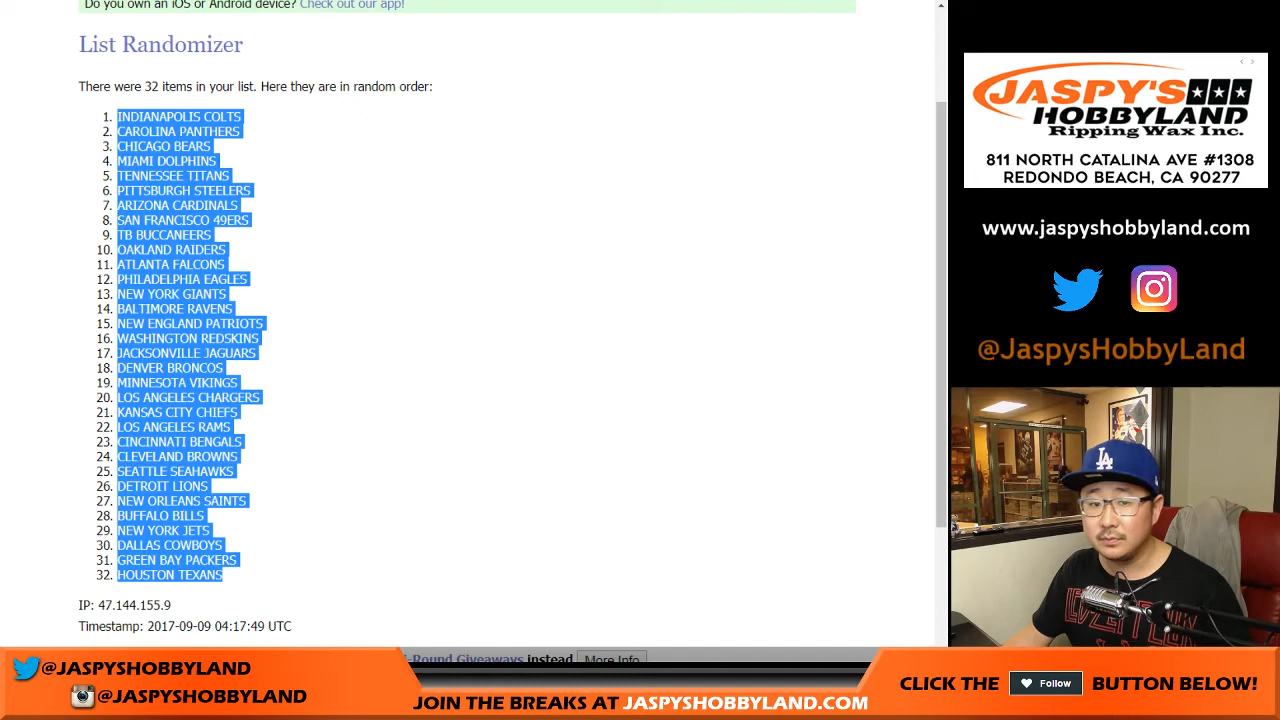 Do you own an iOS or Android device? Check out our app!
List Randomizer
There were 32 items in your list. Here they are in random order:
1. INDIANAPOLIS COLTS
2. CAROLINA PANTHERS
3. CHICAGO BEARS
4. MIAMI DOLPHINS
5. TENNESSEE TITANS
6. PITTSBURGH STEELERS
7. ARIZONA CARDINALS
8. SAN FRANCISCO 49ERS
9. TB BUCCANEERS
10. OAKLAND RAIDERS
11. ATLANTA FALCONS
12. PHILADELPHIA EAGLES
13. NEW YORK GIANTS
14. BALTIMORE RAVENS
15. NEW ENGLAND PATRIOTS
16. WASHINGTON REDSKINS
17. JACKSONVILLE JAGUARS
18. DENVER BRONCOS
19. MINNESOTA VIKINGS
20. LOS ANGELES CHARGERS
21. KANSAS CITY CHIEFS
22. LOS ANGELES RAMS
23. CINCINNATI BENGALS
24. CLEVELAND BROWNS
25. SEATTLE SEAHAWKS
26. DETROIT LIONS
27. NEW ORLEANS SAINTS
28. BUFFALO BILLS
29. NEW YORK JETS
30. DALLAS COWBOYS
31. GREEN BAY PACKERS
32. HOUSTON TEXANS
IP: 47.144.155.9
Timestamp: 2017-09-09 04:17:49 UTC
-Round Giveaways instead More Info
JASPY'S
HOBBYLAND
Ripping Wax Inc.
811 NORTH CATALINA AVE #1308
REDONDO BEACH, CA 90277
www.jaspyshobbyland.com
@JaspysHobbyLand
LA
@JASPYSHOBBYLAND
@JASPYSHOBBYLAND
JOIN THE BREAKS AT JASPYSHOBBYLAND.COM
CLICK THE Follow BUTTON BELOW!